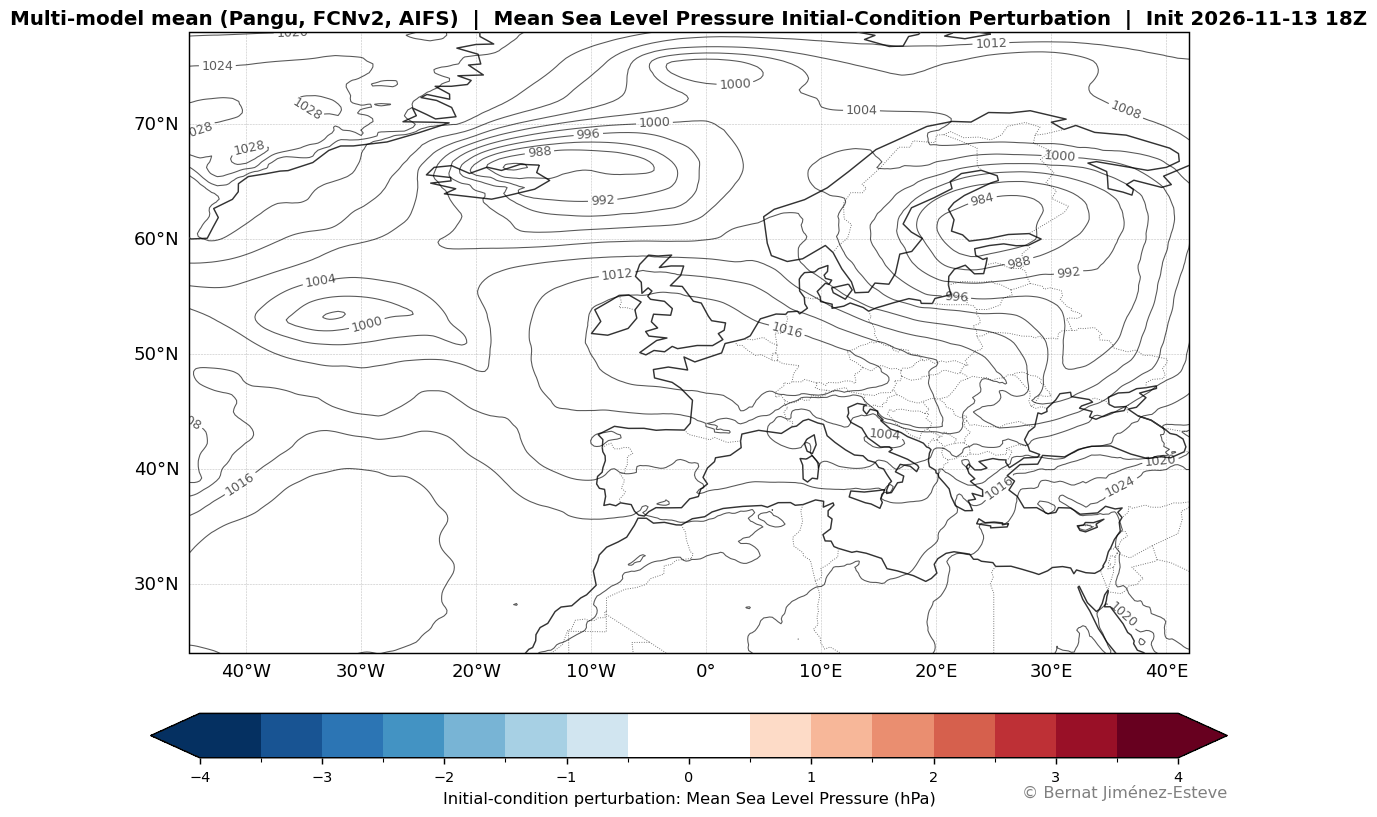 Multi-model mean (Pangu, FCNv2, AIFS) | Mean Sea Level Pressure Initial-Condition Perturbation | Init 2026-11-13 18Z
1012
1024
1000
1028
1004
1008
70°N
028
1000
996
1028
988
1000
992
984
60°N
1012
988
992
1004
996
1000
1016
50°N
08
1004
1020
40°N
1016
1016
1024
30°N
1020
40°W 30°W 20°W 10°W 0° 10°E 20°E 30°E 40°E
−4 −3 −2 −1 0 1 2 3 4
Initial-condition perturbation: Mean Sea Level Pressure (hPa)
© Bernat Jiménez-Esteve